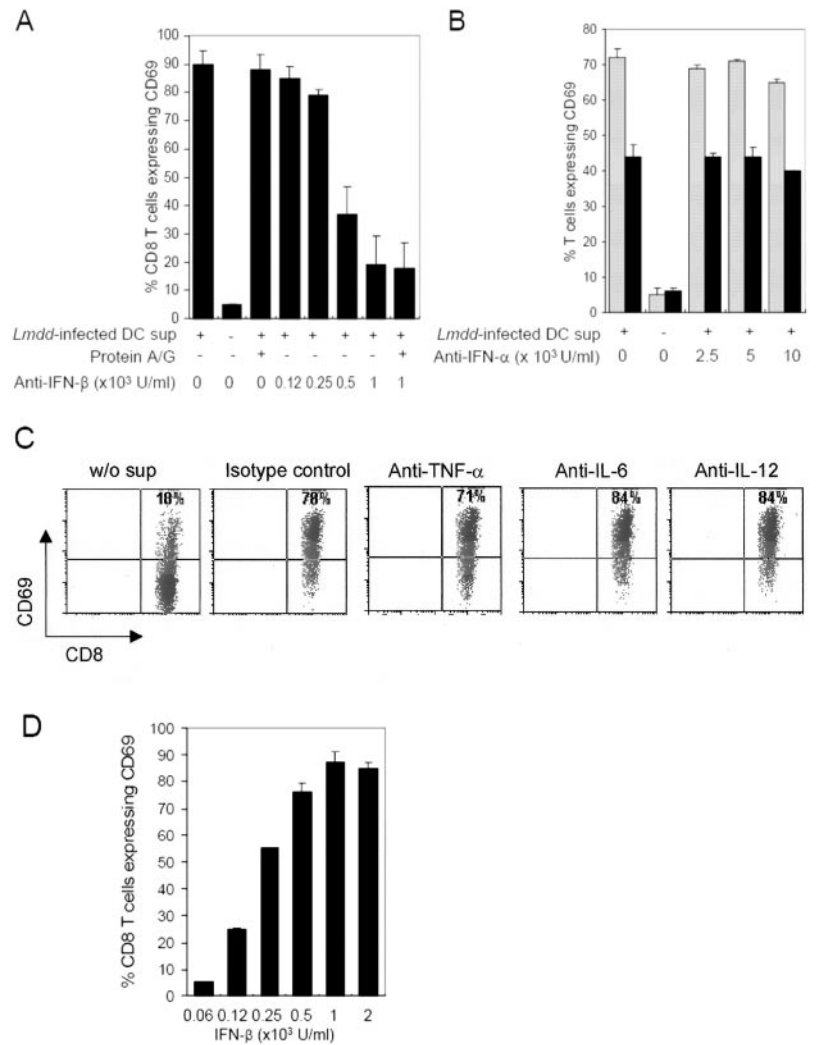 A
% CD8 T cells expressing CD69
100
90
80
70
60
50
40
30
20
10
0
Lmdd-infected DC sup + - + + + + + +
Protein A/G - - + - - - - +
Anti-IFN-β (x10³ U/ml) 0 0 0 0.12 0.25 0.5 1 1
B
% T cells expressing CD69
80
70
60
50
40
30
20
10
0
Lmdd-infected DC sup + - + + +
Anti-IFN-α (x 10³ U/ml) 0 0 2.5 5 10
C
w/o sup Isotype control Anti-TNF-α Anti-IL-6 Anti-IL-12
18% 78% 71% 84% 84%
CD69
CD8
D
% CD8 T cells expressing CD69
100
90
80
70
60
50
40
30
20
10
0
0.06 0.12 0.25 0.5 1 2
IFN-β (x10³ U/ml)